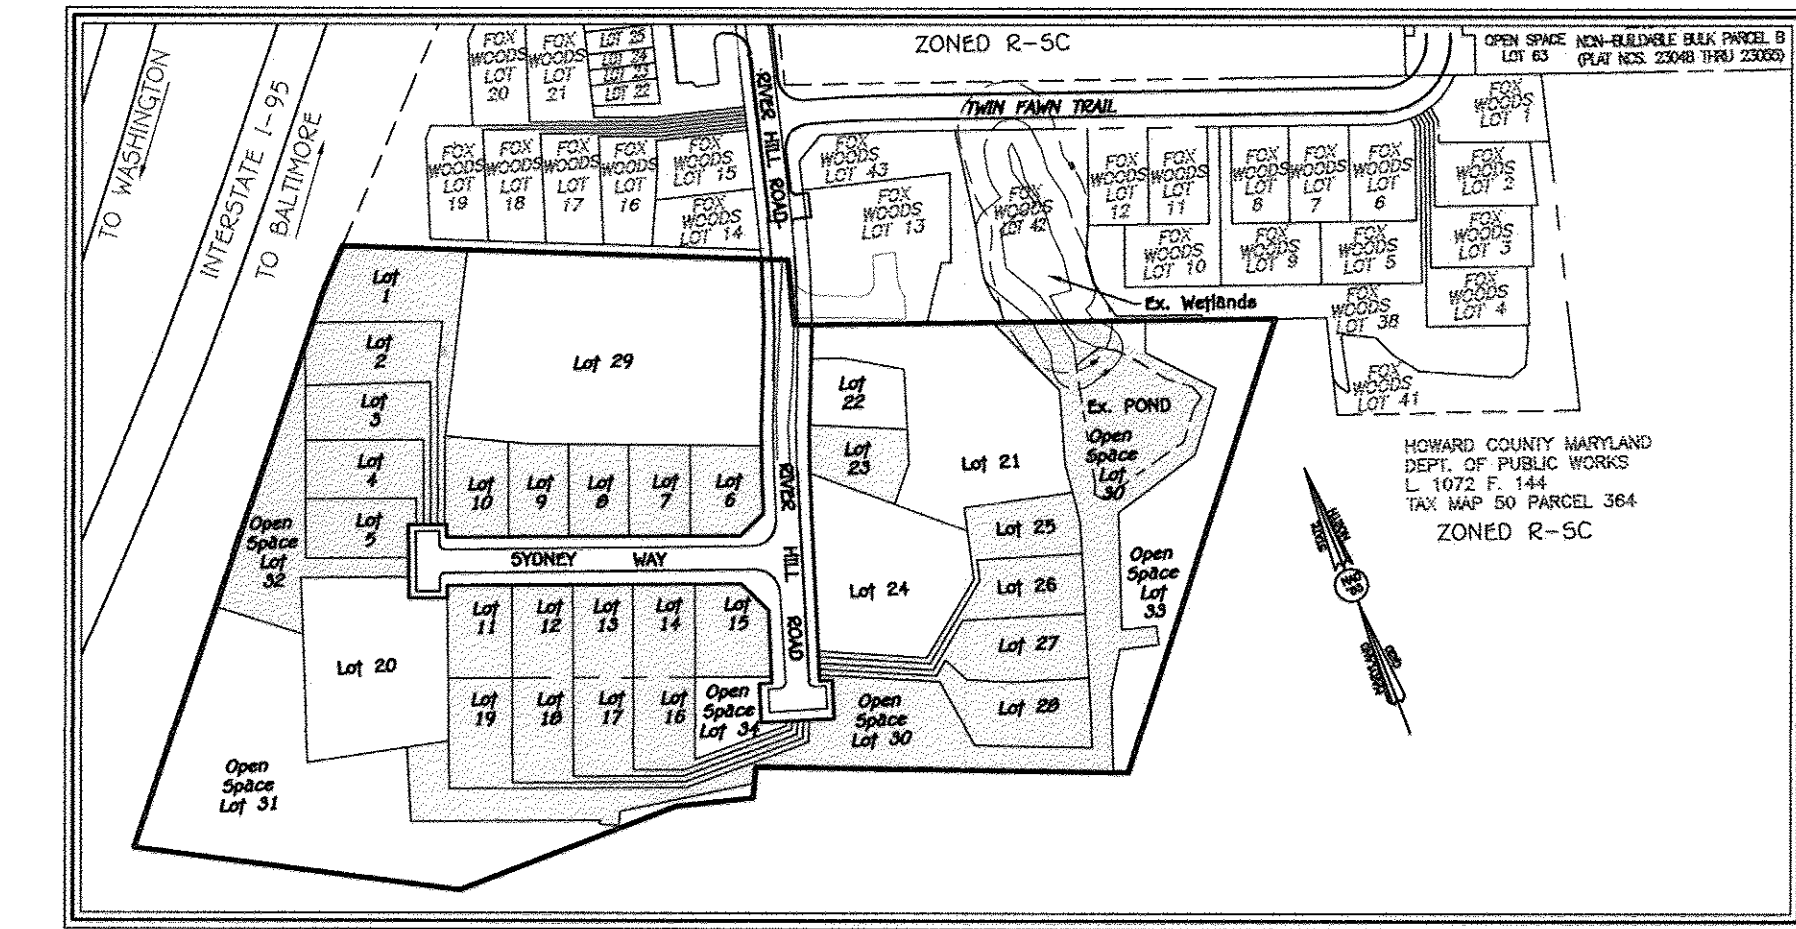 TO WASHINGTON
INTERSTATE I-95
TO BALTIMORE
ZONED R-SC
OPEN SPACE
LOT 63
NON-BUILDABLE BULK PARCEL B
(PLAT NOS. 23048 THRU 23055)
FOX
WOODS
LOT
20
FOX
WOODS
LOT
21
LOT 25
LOT 24
LOT 23
LOT 22
RIVER HILL ROAD
TWIN FAWN TRAIL
FOX
WOODS
LOT 1
FOX
WOODS
LOT
19
FOX
WOODS
LOT
18
FOX
WOODS
LOT
17
FOX
WOODS
LOT
16
FOX
WOODS
LOT 15
FOX
WOODS
LOT 14
FOX
WOODS
LOT 43
FOX
WOODS
LOT 13
FOX
WOODS
LOT 42
FOX
WOODS
LOT
12
FOX
WOODS
LOT
11
FOX
WOODS
LOT
8
FOX
WOODS
LOT
7
FOX
WOODS
LOT
6
FOX
WOODS
LOT 2
FOX
WOODS
LOT 10
FOX
WOODS
LOT 9
FOX
WOODS
LOT 5
FOX
WOODS
LOT 3
FOX
WOODS
LOT 4
FOX
WOODS
LOT 38
FOX
WOODS
LOT 41
Ex. Wetlands
Lot
1
Lot
2
Lot
3
Lot
4
Lot
5
Lot 29
Lot
10
Lot
9
Lot
8
Lot
7
Lot
6
RIVER HILL ROAD
Lot
22
Lot
23
Lot 21
Ex. POND
Open
Space
Lot
30
HOWARD COUNTY MARYLAND
DEPT. OF PUBLIC WORKS
L. 1072 F. 144
TAX MAP 50 PARCEL 364
ZONED R-SC
Open
Space
Lot
32
SYDNEY WAY
Lot 24
Lot 25
Lot 26
Lot 27
Lot 28
Open
Space
Lot
33
Lot
11
Lot
12
Lot
13
Lot
14
Lot
15
Lot 20
Lot
19
Lot
18
Lot
17
Lot
16
Open
Space
Lot 34
Open
Space
Lot 30
Open
Space
Lot 31
NORTH
MARYLAND
GRID